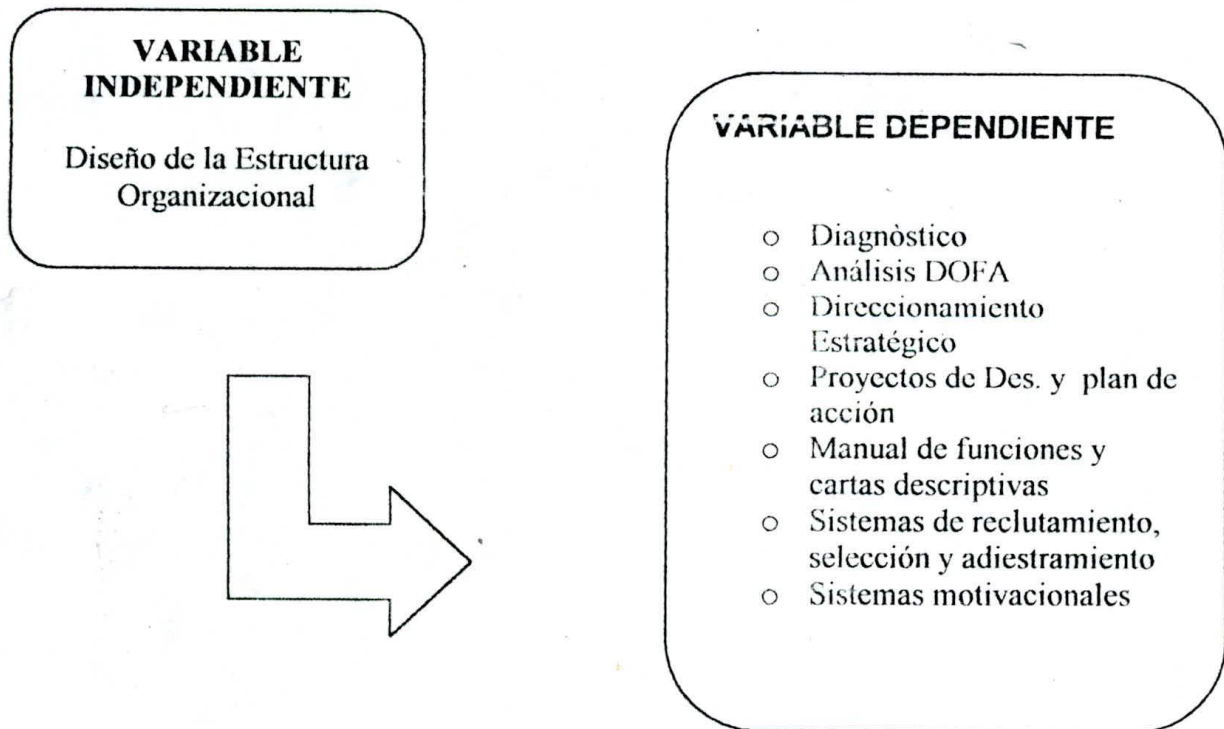 VARIABLE
INDEPENDIENTE
Diseño de la Estructura
Organizacional
VARIABLE DEPENDIENTE
o Diagnòstico
o Análisis DOFA
o Direccionamiento
Estratégico
o Proyectos de Des. y plan de
acción
o Manual de funciones y
cartas descriptivas
o Sistemas de reclutamiento,
selección y adiestramiento
o Sistemas motivacionales